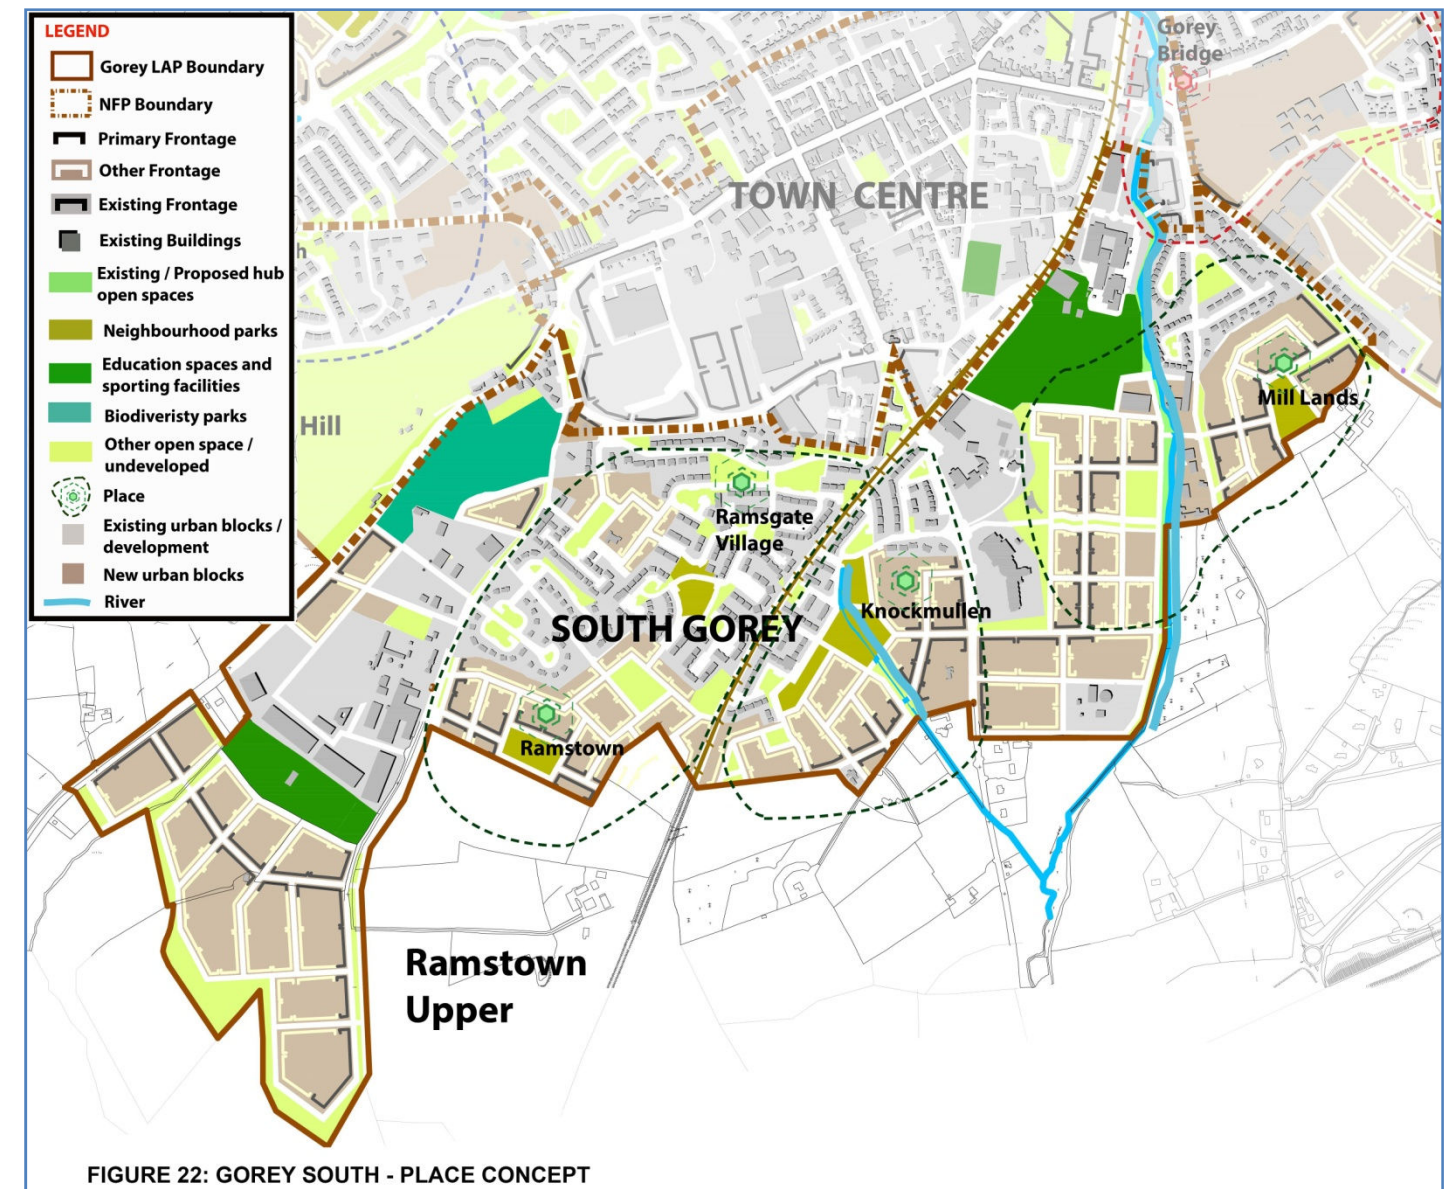 LEGEND
Gorey LAP Boundary
NFP Boundary
Primary Frontage
Other Frontage
Existing Frontage
Existing Buildings
Existing / Proposed hub
open spaces
Neighbourhood parks
Education spaces and
sporting facilities
Biodiveristy parks
Other open space /
undeveloped
Place
Existing urban blocks /
development
New urban blocks
River
Gorey
Bridge
TOWN CENTRE
h
Hill
Mill Lands
Ramsgate
Village
Knockmullen
SOUTH GOREY
Ramstown
Ramstown
Upper
FIGURE 22: GOREY SOUTH - PLACE CONCEPT